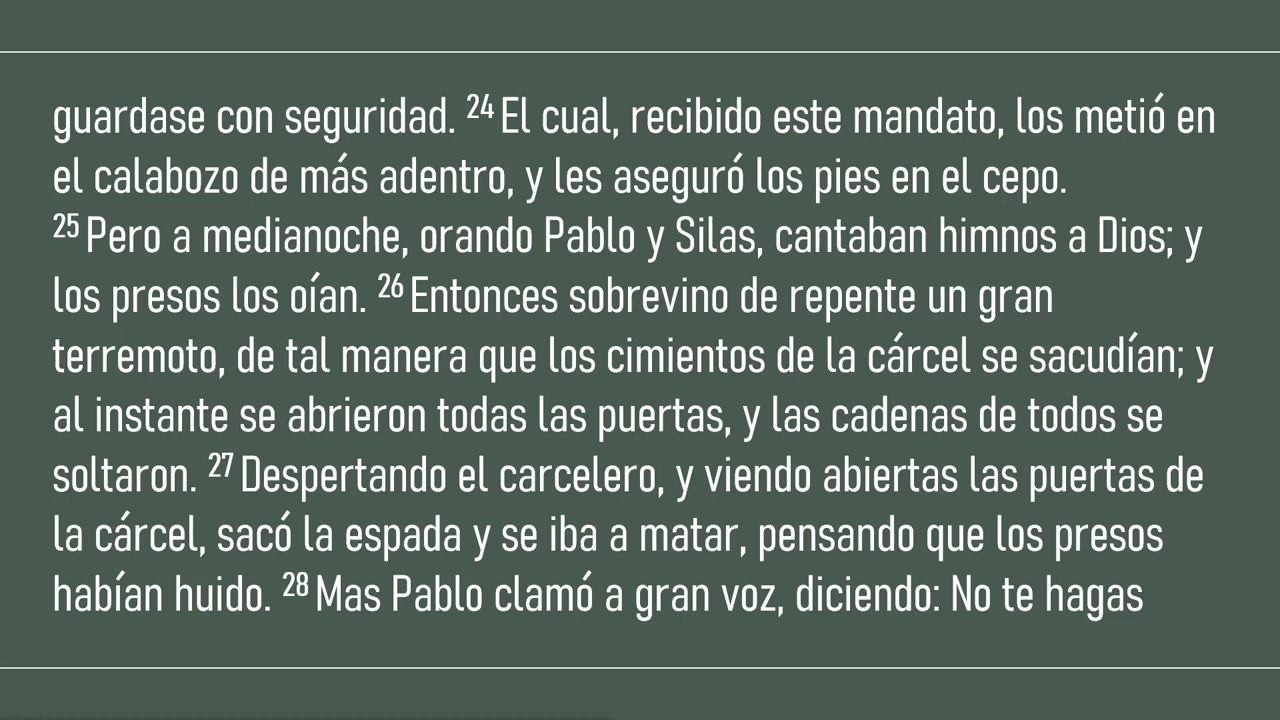 guardase con seguridad. 24 El cual, recibido este mandato, los metió en
el calabozo de más adentro, y les aseguró los pies en el cepo.
25 Pero a medianoche, orando Pablo y Silas, cantaban himnos a Dios; y
los presos los oían. 26 Entonces sobrevino de repente un gran
terremoto, de tal manera que los cimientos de la cárcel se sacudían; y
al instante se abrieron todas las puertas, y las cadenas de todos se
soltaron. 27 Despertando el carcelero, y viendo abiertas las puertas de
la cárcel, sacó la espada y se iba a matar, pensando que los presos
habían huido. 28 Mas Pablo clamó a gran voz, diciendo: No te hagas